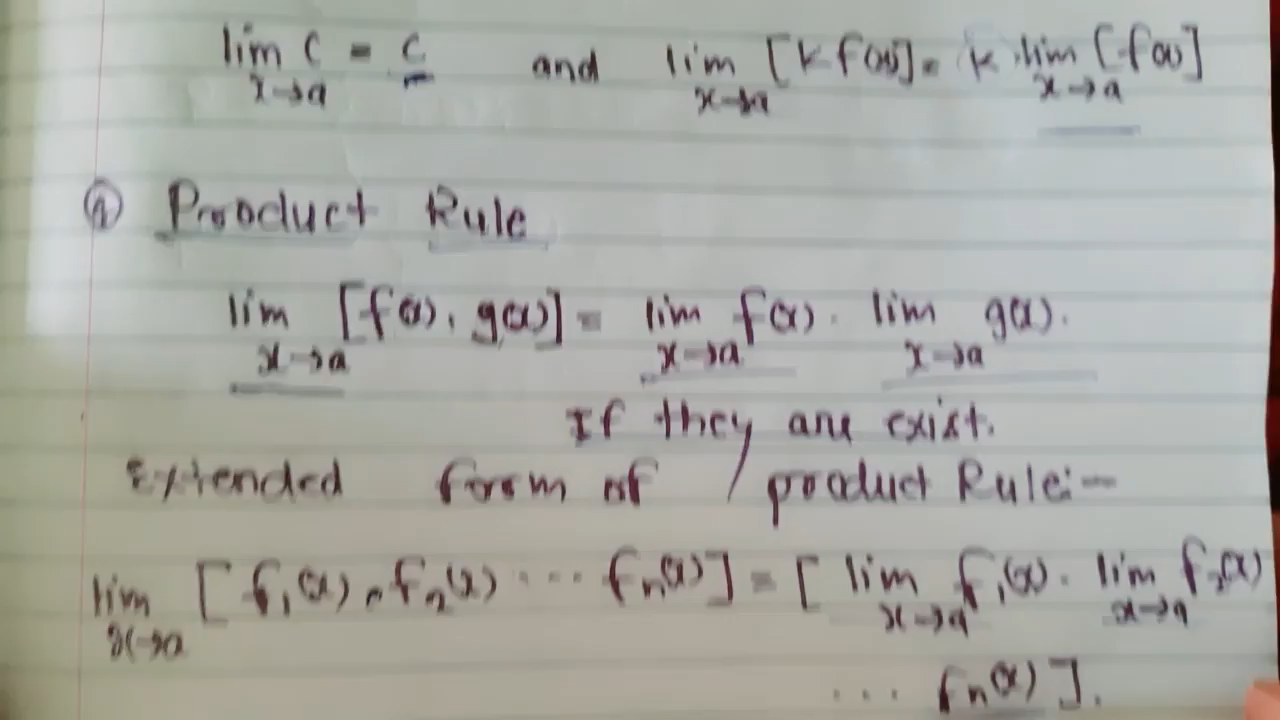 lim x→a C = C and lim x→a [K f(x)] = K · lim x→a [f(x)]
④ Product Rule
lim x→a [f(x) . g(x)] = lim x→a f(x) . lim x→a g(x).
If they are exist.
Extended form of product Rule:-
lim x→a [f₁(x) . f₂(x) ... fₙ(x)] = [lim x→a f₁(x) . lim x→a f₂(x)
... fₙ(x)].